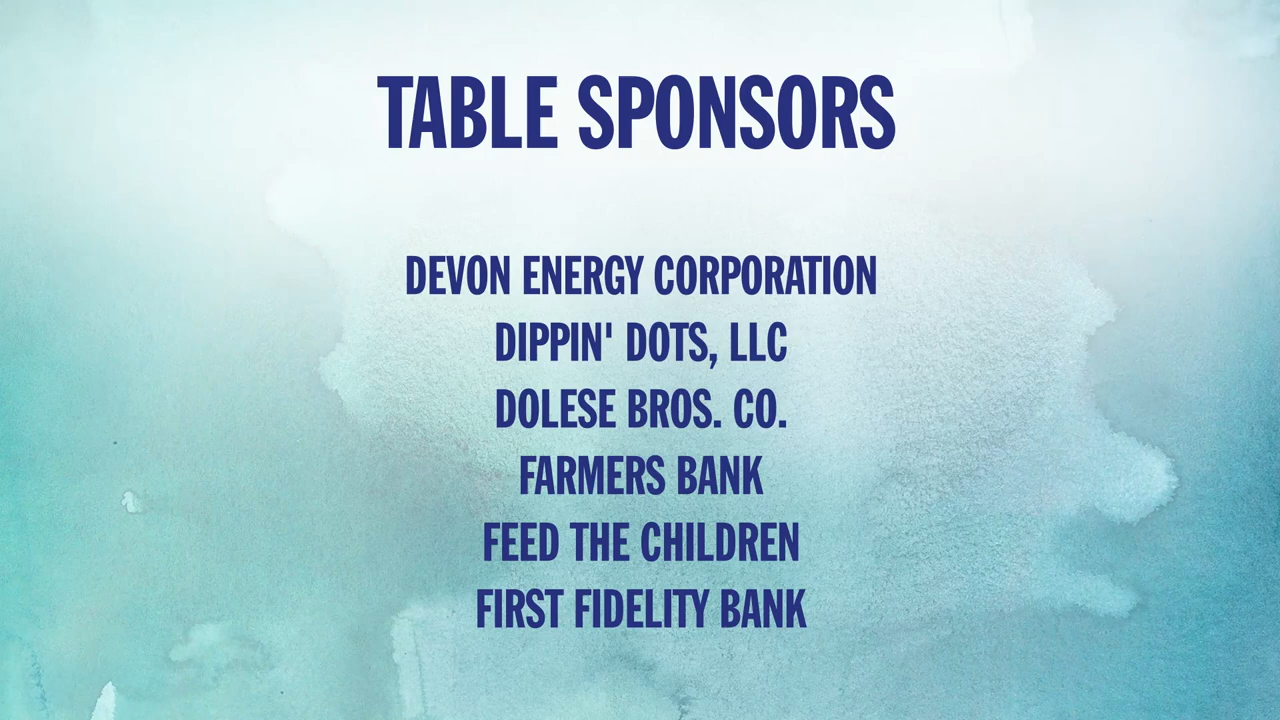 TABLE SPONSORS
DEVON ENERGY CORPORATION
DIPPIN' DOTS, LLC
DOLESE BROS. CO.
FARMERS BANK
FEED THE CHILDREN
FIRST FIDELITY BANK